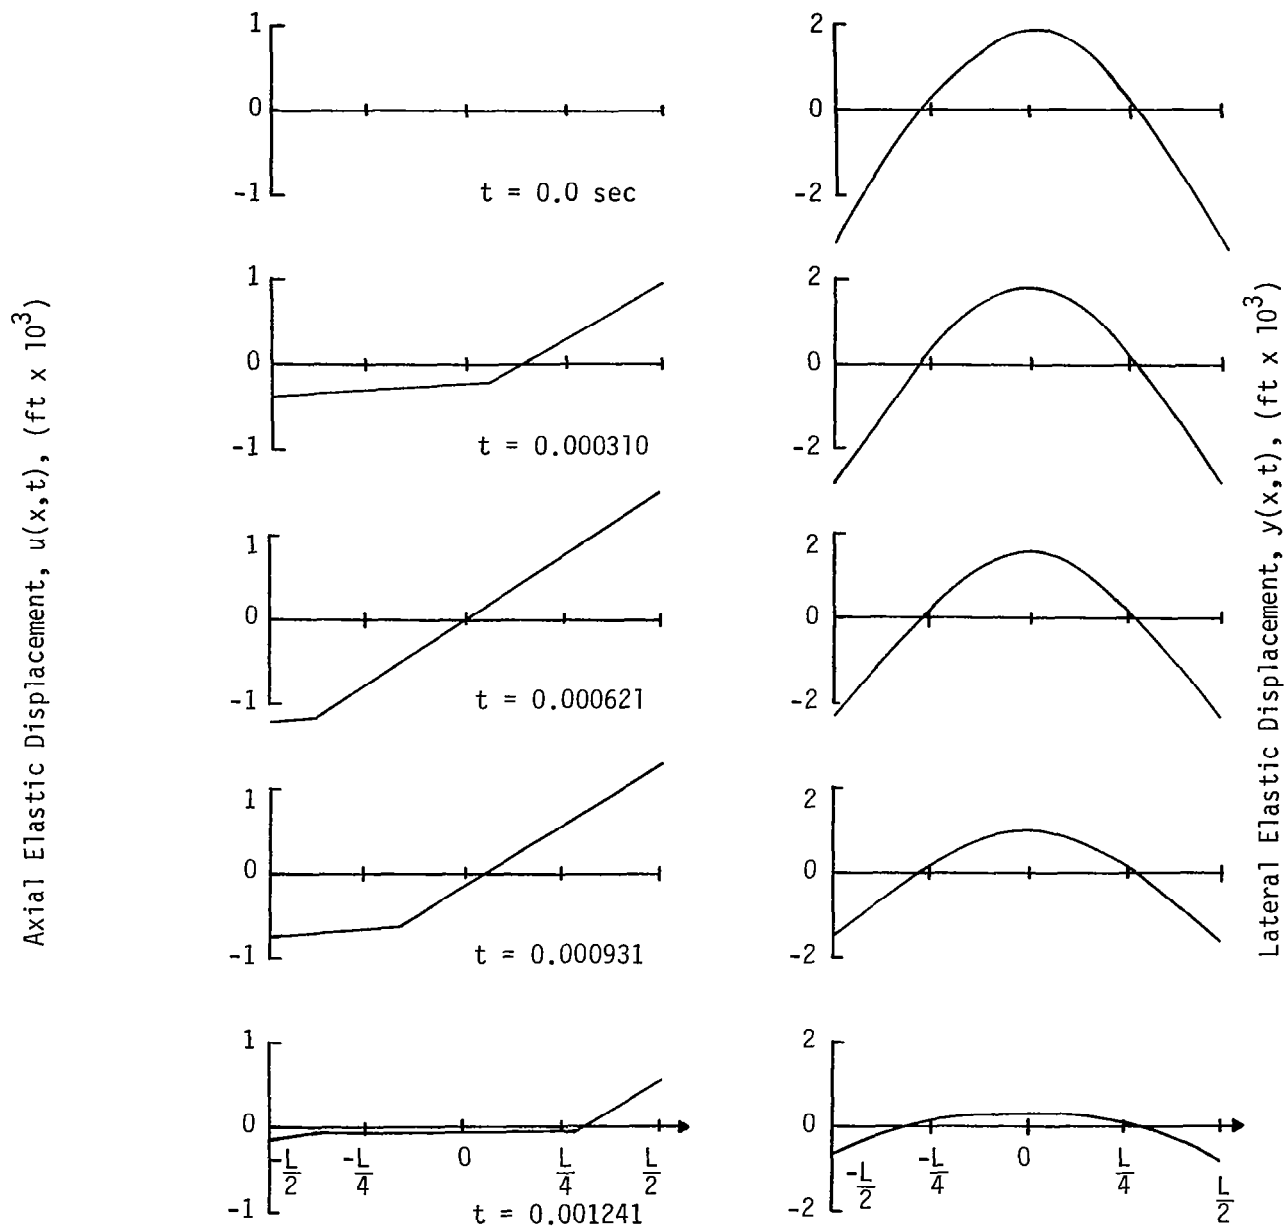 Axial Elastic Displacement, u(x,t), (ft x 10³)
1
0
-1
t = 0.0 sec
2
0
-2
1
0
-1
t = 0.000310
2
0
-2
1
0
-1
t = 0.000621
2
0
-2
1
0
-1
t = 0.000931
2
0
-2
1
0
-1
-L/2
-L/4
0
L/4
L/2
t = 0.001241
2
0
-2
-L/2
-L/4
0
L/4
L/2
Lateral Elastic Displacement, y(x,t), (ft x 10³)